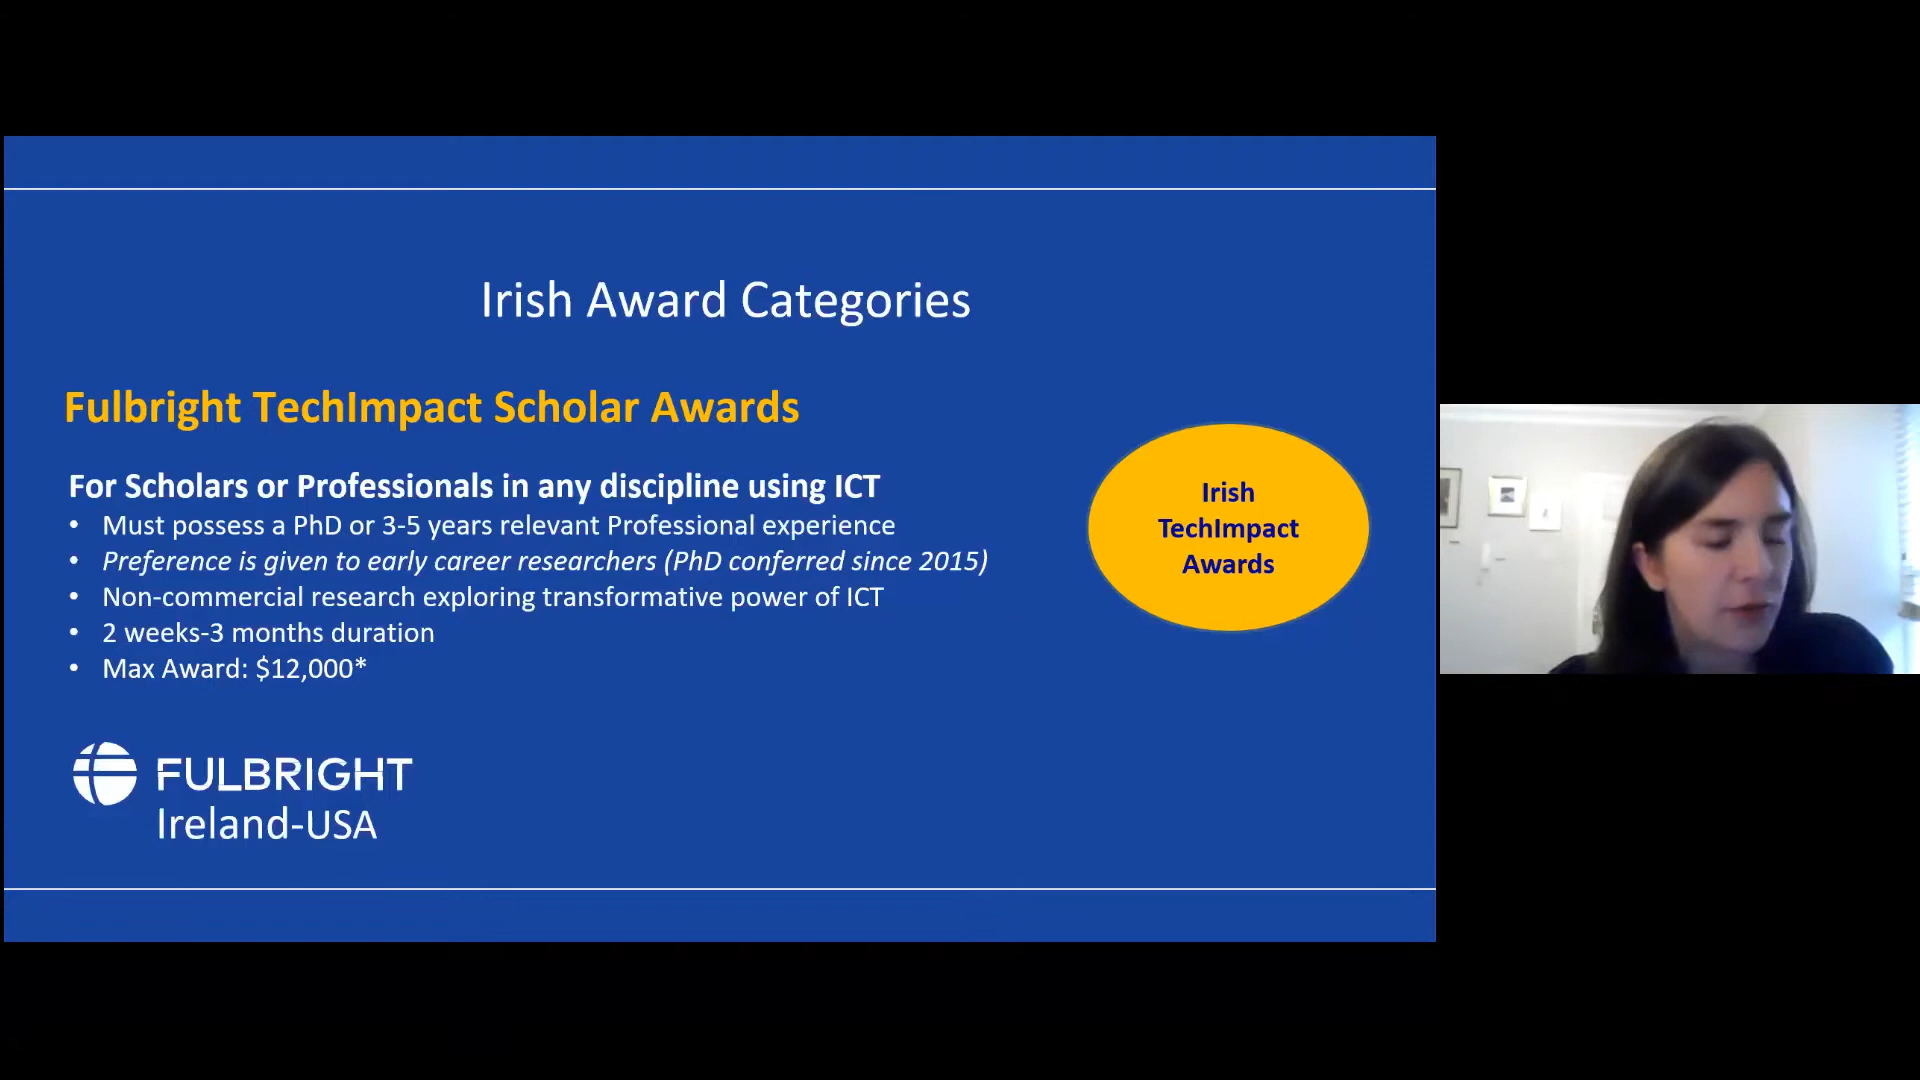 Irish Award Categories
Fulbright TechImpact Scholar Awards
For Scholars or Professionals in any discipline using ICT
• Must possess a PhD or 3-5 years relevant Professional experience
• Preference is given to early career researchers (PhD conferred since 2015)
• Non-commercial research exploring transformative power of ICT
• 2 weeks-3 months duration
• Max Award: $12,000*
Irish
TechImpact
Awards
FULBRIGHT
Ireland-USA